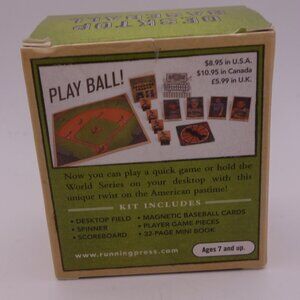 DESKTOP
BASEBALL
PLAY BALL!
$8.95 in U.S.A.
$10.95 in Canada
£5.99 in U.K.
Now you can play a quick game or hold the
World Series on your desktop with this
unique twist on the American pastime!
KIT INCLUDES
• DESKTOP FIELD
• SPINNER
• SCOREBOARD
• MAGNETIC BASEBALL CARDS
• PLAYER GAME PIECES
• 32-PAGE MINI BOOK
www.runningpress.com
Ages 7 and up.